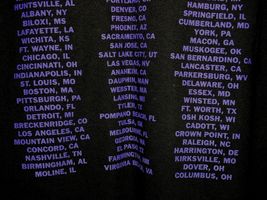 HUNTSVILLE, AL
ALBANY, NY
BILOXI, MS
LAFAYETTE, LA
WICHITA, KS
FT. WAYNE, IN
CHICAGO, IL
CINCINNATI, OH
INDIANAPOLIS, IN
ST. LOUIS, MO
BOSTON, MA
PITTSBURGH, PA
ORLANDO, FL
DETROIT, MI
BRECKENRIDGE, CO
LOS ANGELES, CA
MOUNTAIN VIEW, CA
CONCORD, CA
NASHVILLE, TN
BIRMINGHAM, AL
MOLINE, IL
DENVER, CO
FRESNO, CA
PHOENIX, AZ
SACRAMENTO, CA
SAN JOSE, CA
SALT LAKE CITY, UT
LAS VEGAS, NV
ANAHEIM, CA
DAUPHIN, MAN
WEBSTER, MA
LANSING, MI
TYLER, TX
POMPANO BEACH, FL
TULSA, OK
MELBOURNE, FL
GEORGIA, NY
EL PASO, TX
FARMINGTON, NM
VIRGINIA BEACH, VA
HAMBURG, NY
SPRINGFIELD, IL
CUMBERLAND, MD
YORK, PA
MACON, GA
MUSKOGEE, OK
SAN BERNARDINO, CA
LANCASTER, CA
PARKERSBURG, WV
DELAWARE, OH
ESSEX, MD
WINSTED, MN
FT. WORTH, TX
OSH KOSH, WI
CADOTT, WI
CROWN POINT, IN
RALEIGH, NC
HARRINGTON, DE
KIRKSVILLE, MO
DOVER, OH
COLUMBUS, OH